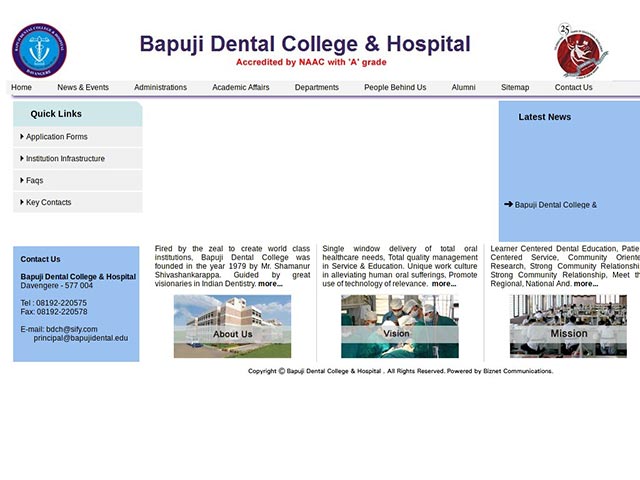 Bapuji Dental College & Hospital
Accredited by NAAC with 'A' grade
Home News & Events Administrations Academic Affairs Departments People Behind Us Alumni Sitemap Contact Us
Quick Links
Application Forms
Institution Infrastructure
Faqs
Key Contacts
Latest News
Bapuji Dental College &
Contact Us
Bapuji Dental College & Hospital
Davengere - 577 004
Tel : 08192-220575
Fax: 08192-220578
E-mail: bdch@sify.com
principal@bapujidental.edu
Fired by the zeal to create world class
institutions, Bapuji Dental College was
founded in the year 1979 by Mr. Shamanur
Shivashankarappa. Guided by great
visionaries in Indian Dentistry. more...
About Us
Single window delivery of total oral
healthcare needs, Total quality management
in Service & Education. Unique work culture
in alleviating human oral sufferings, Promote
use of technology of relevance. more...
Vision
Learner Centered Dental Education, Patie
Centered Service, Community Oriente
Research, Strong Community Relationshi
Strong Community Relationship, Meet th
Regional, National And. more...
Mission
Copyright © Bapuji Dental College & Hospital . All Rights Reserved. Powered by Biznet Communications.